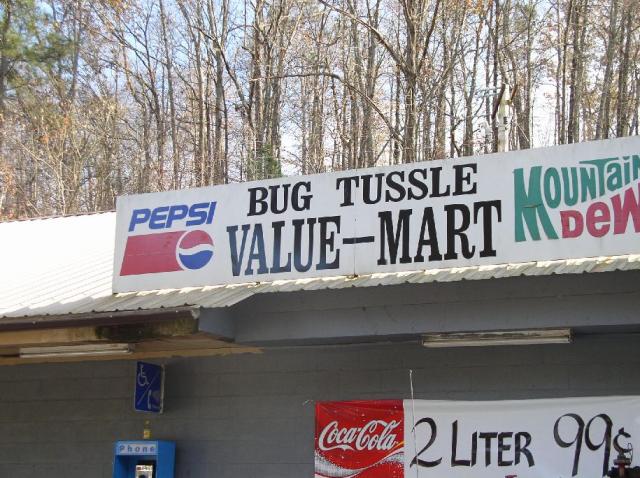 PEPSI
BUG TUSSLE
VALUE-MART
MOUNTAIN
DEW
Phone
Coca-Cola
2 LITER 99¢